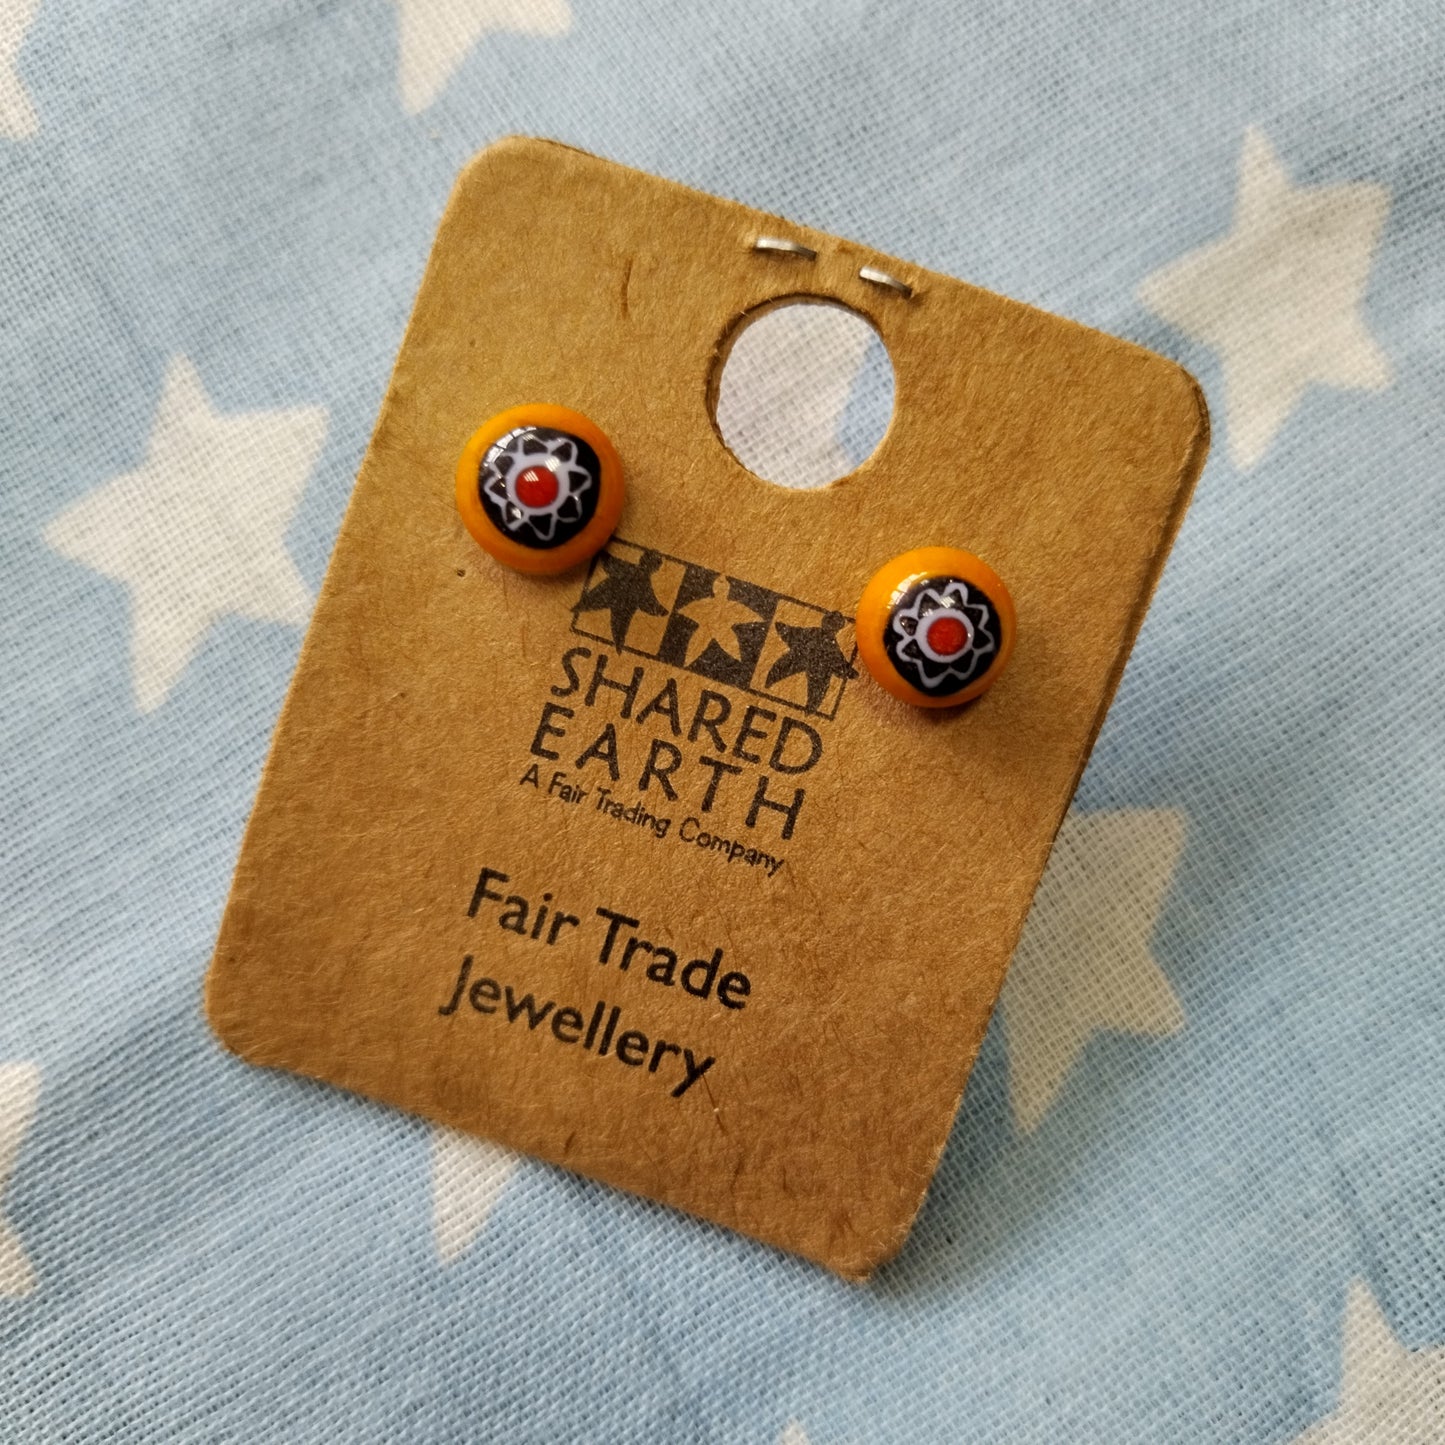 SHARED
EARTH
A Fair Trading Company
Fair Trade
Jewellery